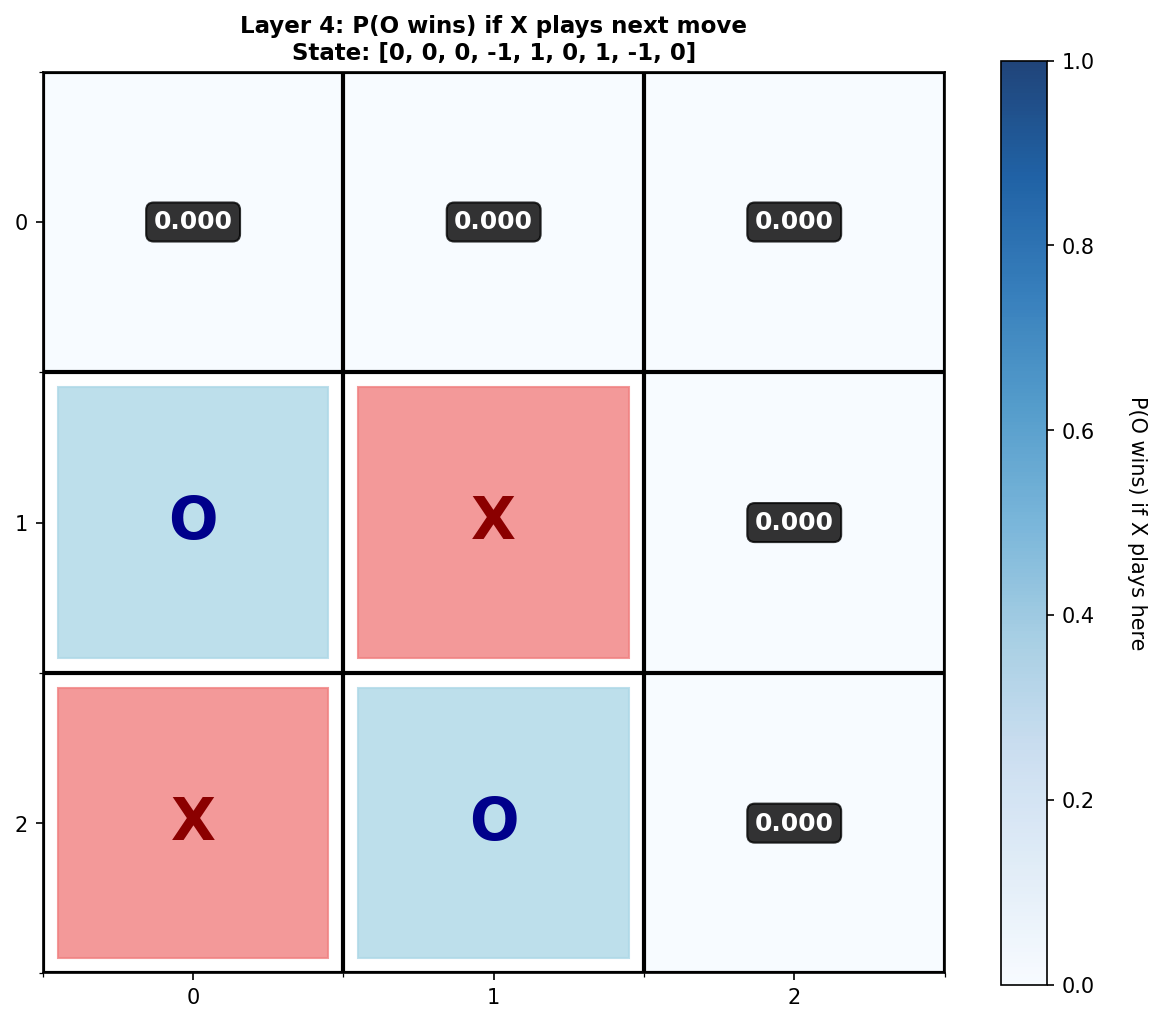 Layer 4: P(O wins) if X plays next move
State: [0, 0, 0, -1, 1, 0, 1, -1, 0]
0
0.000
0.000
0.000
1
O
X
0.000
2
X
O
0.000
0
1
2
1.0
0.8
0.6
0.4
0.2
0.0
P(O wins) if X plays here